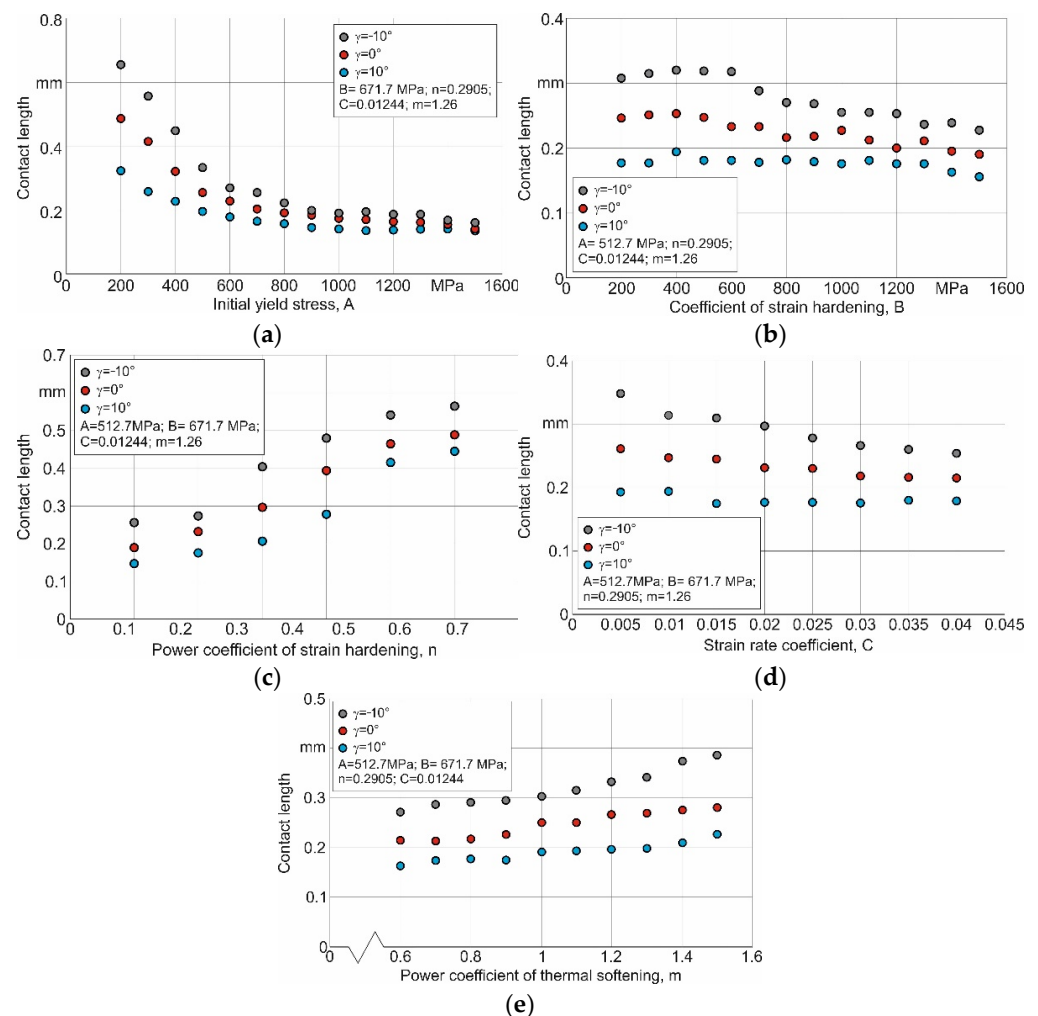 0.8
mm
Contact length
0.4
0.2
0
γ=-10°
γ=0°
γ=10°
B= 671.7 MPa; n=0.2905;
C=0.01244; m=1.26
0 200 400 600 800 1000 1200 MPa 1600
Initial yield stress, A
(a)
0.4
mm
Contact length
0.2
0.1
0
γ=-10°
γ=0°
γ=10°
A= 512.7 MPa; n=0.2905;
C=0.01244; m=1.26
0 200 400 600 800 1000 1200 MPa 1600
Coefficient of strain hardening, B
(b)
0.7
mm
Contact length
0.5
0.4
0.3
0.2
0.1
0
γ=-10°
γ=0°
γ=10°
A=512.7MPa; B= 671.7 MPa;
C=0.01244; m=1.26
0 0.1 0.2 0.3 0.4 0.5 0.6 0.7
Power coefficient of strain hardening, n
(c)
0.4
mm
Contact length
0.2
0.1
0
γ=-10°
γ=0°
γ=10°
A=512.7MPa; B= 671.7 MPa;
n=0.2905; m=1.26
0 0.005 0.01 0.015 0.02 0.025 0.03 0.035 0.04 0.045
Strain rate coefficient, C
(d)
0.5
mm
Contact length
0.3
0.2
0.1
0
γ=-10°
γ=0°
γ=10°
A=512.7MPa; B= 671.7 MPa;
n=0.2905; C=0.01244
0 0.6 0.8 1 1.2 1.4 1.6
Power coefficient of thermal softening, m
(e)